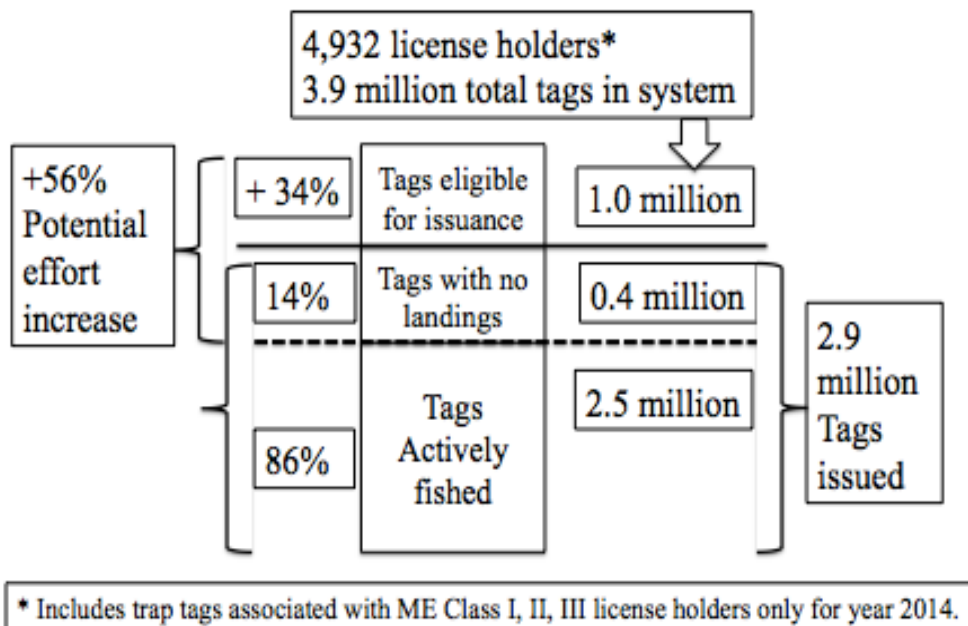 4,932 license holders*
3.9 million total tags in system
+56%
Potential
effort
increase
+ 34%
Tags eligible
for issuance
1.0 million
14%
Tags with no
landings
0.4 million
86%
Tags
Actively
fished
2.5 million
2.9
million
Tags
issued
* Includes trap tags associated with ME Class I, II, III license holders only for year 2014.